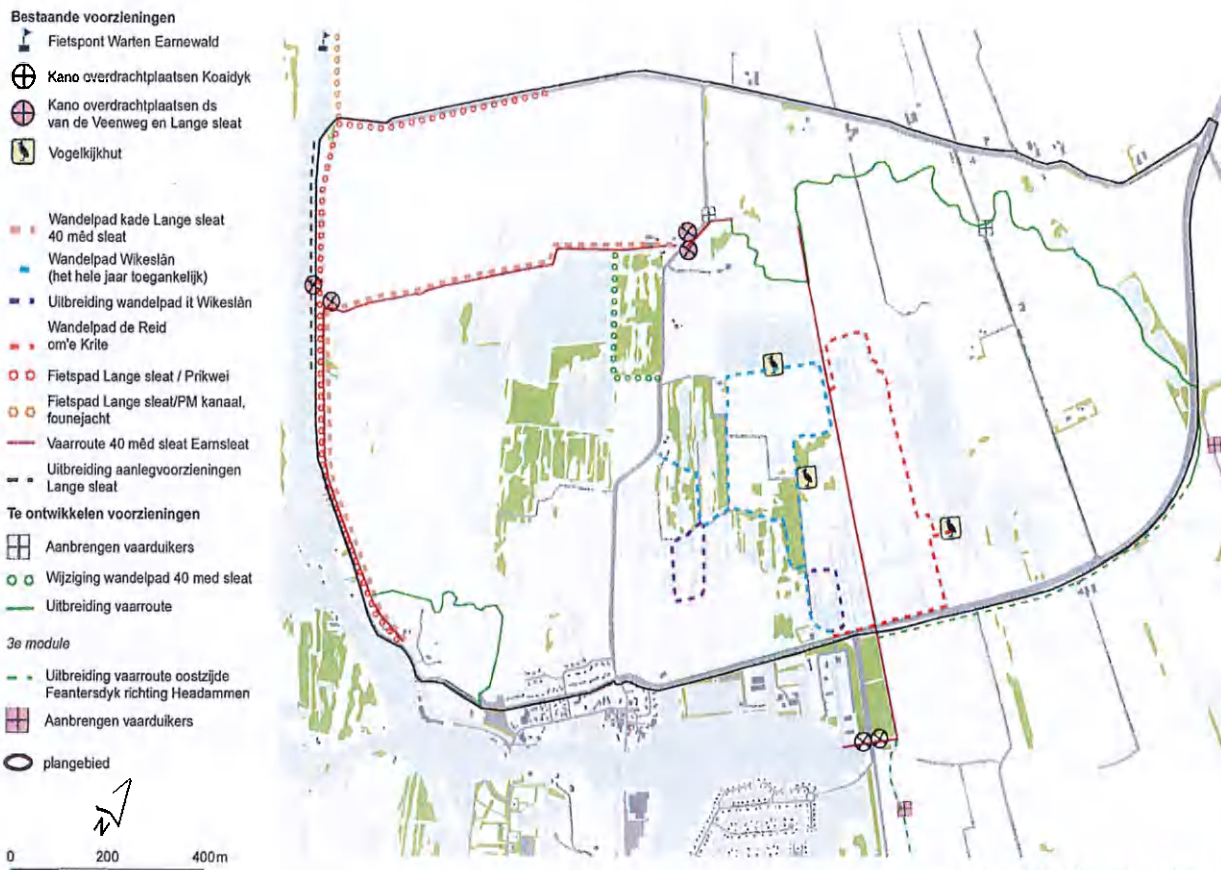 Bestaande voorzieningen
Fietspont Warten Earnewald
Kano overdrachtplaatsen Koaidyk
Kano overdrachtplaatsen ds
van de Veenweg en Lange sleat
Vogelkijkhut
Wandelpad kade Lange sleat
40 mêd sleat
Wandelpad Wikeslân
(het hele jaar toegankelijk)
Uitbreiding wandelpad it Wikeslân
Wandelpad de Reid
om'e Krite
Fietspad Lange sleat / Prikwei
Fietspad Lange sleat/PM kanaal,
founejacht
Vaarroute 40 mêd sleat Earnsleat
Uitbreiding aanlegvoorzieningen
Lange sleat
Te ontwikkelen voorzieningen
Aanbrengen vaarduikers
Wijziging wandelpad 40 med sleat
Uitbreiding vaarroute
3e module
Uitbreiding vaarroute oostzijde
Feantersdyk richting Headammen
Aanbrengen vaarduikers
plangebied
N
0 200 400m